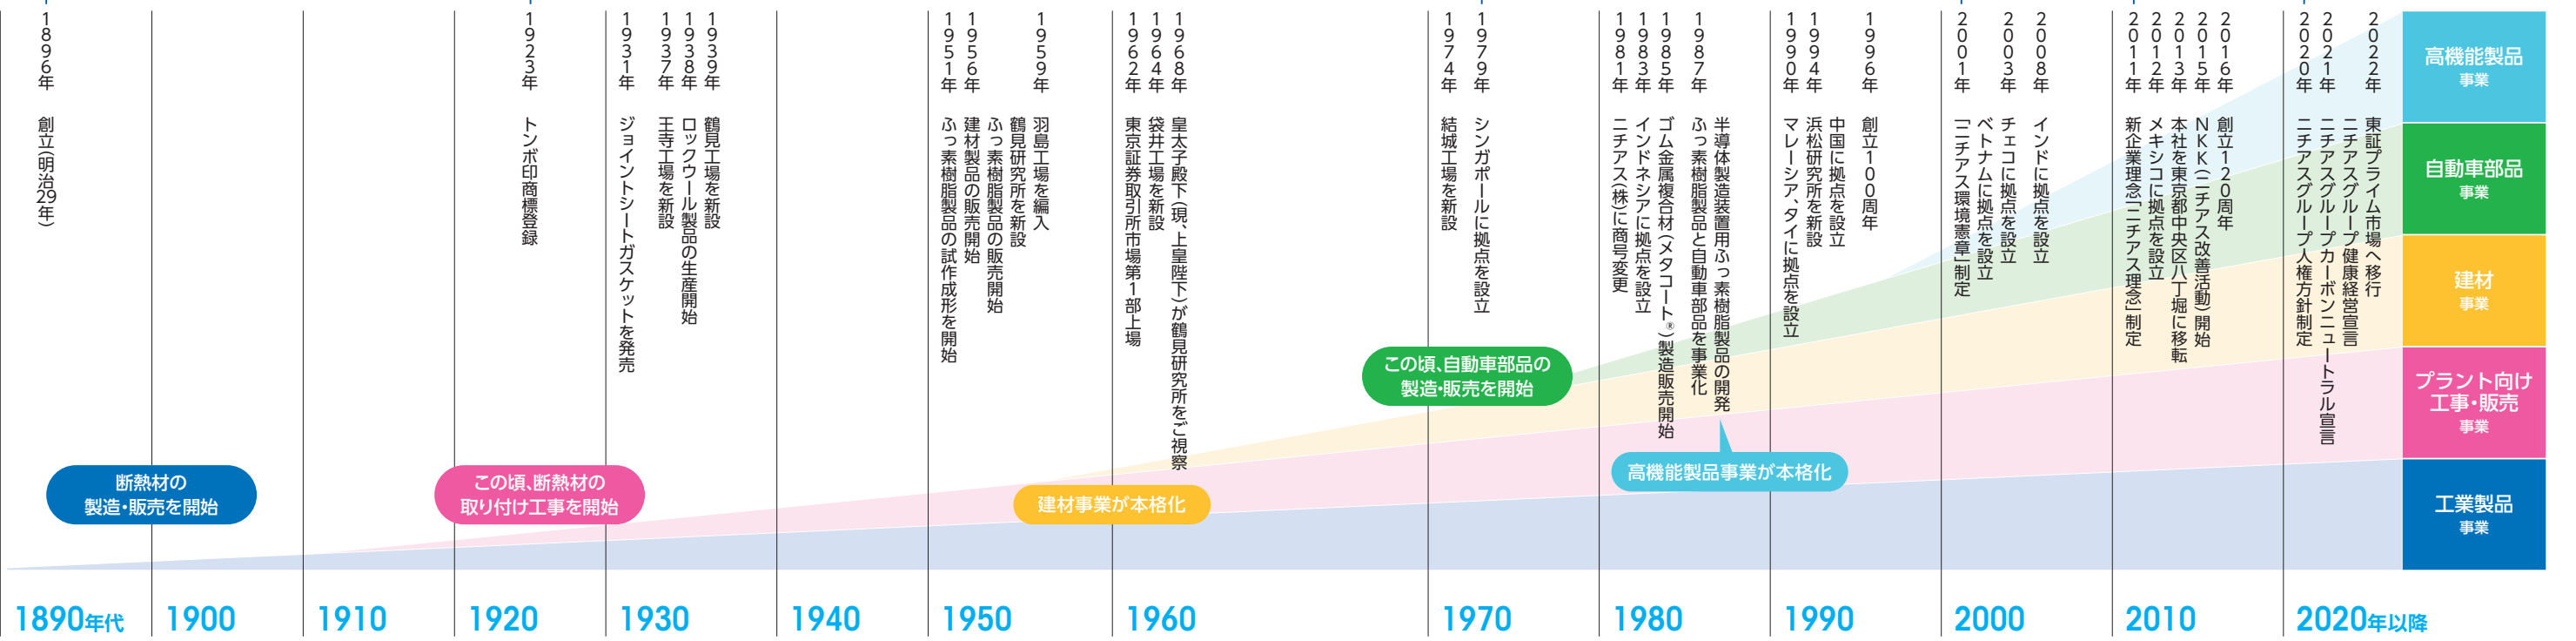 1896年 創立(明治29年)
1923年 トンボ印商標登録
1931年 ジョイントシートガスケットを発売
1937年 王寺工場を新設
1938年 ロックウール製品の生産開始
1939年 鶴見工場を新設
1951年 ふっ素樹脂製品の試作成形を開始
1956年 建材製品の販売開始
ふっ素樹脂製品の販売開始
鶴見研究所を新設
1959年 羽島工場を編入
1962年 東京証券取引所市場第1部上場
1964年 袋井工場を新設
1968年 皇太子殿下(現、上皇陛下)が鶴見研究所をご視察
1974年 結城工場を新設
1979年 シンガポールに拠点を設立
1981年 ニチアス(株)に商号変更
1983年 インドネシアに拠点を設立
1985年 ゴム金属複合材(メタコート®)製造販売開始
1987年 ふっ素樹脂製品と自動車部品を事業化
半導体製造装置用ふっ素樹脂製品の開発
1990年 マレーシア、タイに拠点を設立
1994年 浜松研究所を新設
中国に拠点を設立
1996年 創立100周年
2001年 「ニチアス環境憲章」制定
ベトナムに拠点を設立
2003年 チェコに拠点を設立
2008年 インドに拠点を設立
2011年 新企業理念「ニチアス理念」制定
2012年 メキシコに拠点を設立
2013年 本社を東京都中央区八丁堀に移転
2015年 NKK(ニチアス改善活動)開始
2016年 創立120周年
2020年 ニチアスグループ人権方針制定
2021年 ニチアスグループカーボンニュートラル宣言
ニチアスグループ健康経営宣言
2022年 東証プライム市場へ移行
断熱材の
製造・販売を開始
この頃、断熱材の
取り付け工事を開始
建材事業が本格化
この頃、自動車部品の
製造・販売を開始
高機能製品事業が本格化
高機能製品
事業
自動車部品
事業
建材
事業
プラント向け
工事・販売
事業
工業製品
事業
1890年代
1900
1910
1920
1930
1940
1950
1960
1970
1980
1990
2000
2010
2020年以降